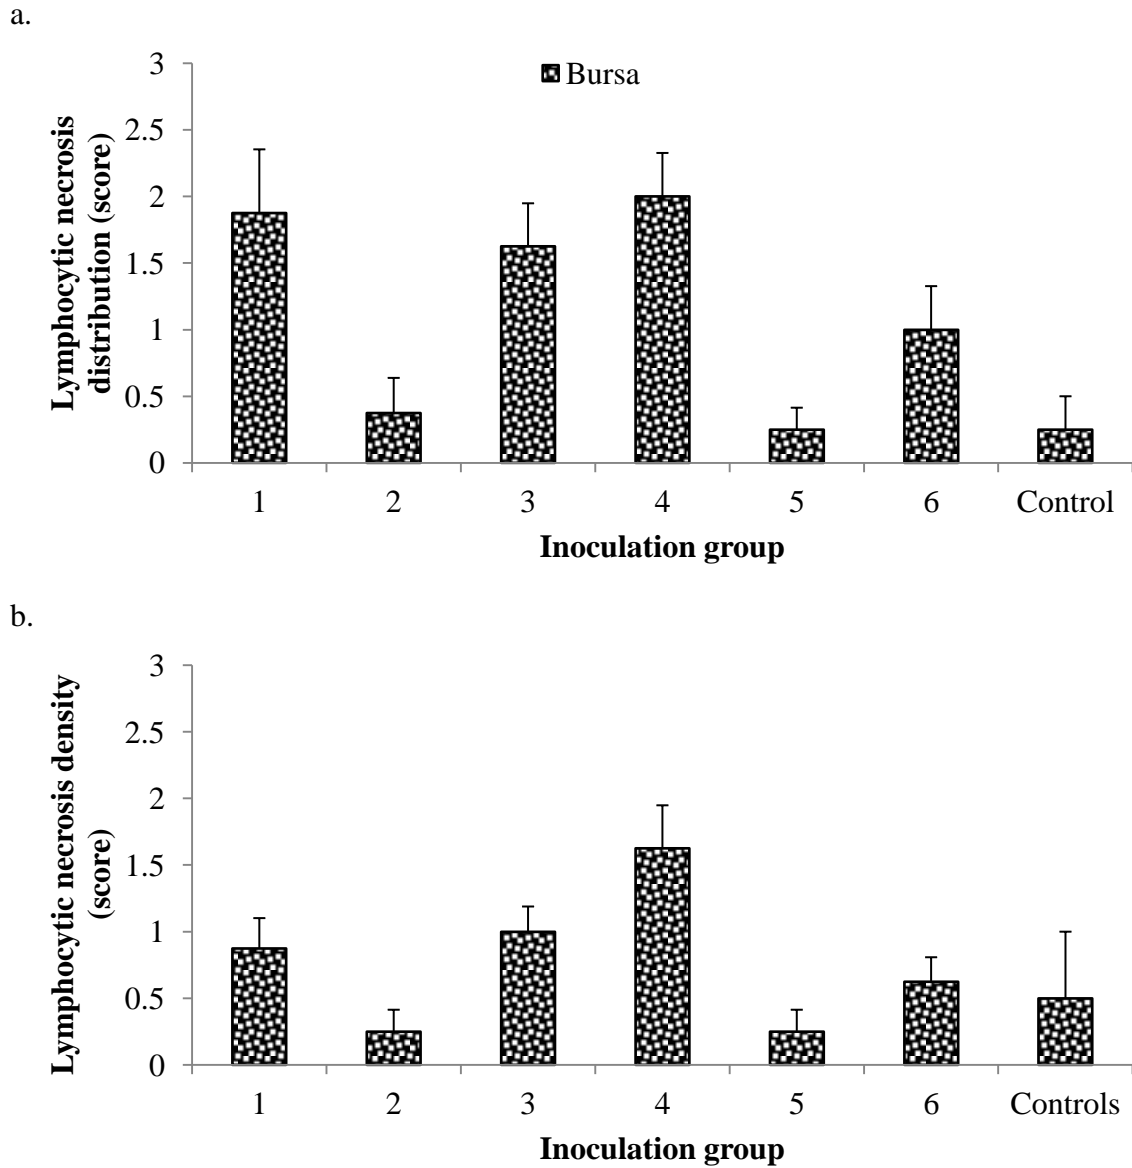 a.
3
Bursa
2.5
2
1.5
1
0.5
0
Lymphocytic necrosis
distribution (score)
1 2 3 4 5 6 Control
Inoculation group
b.
3
2.5
2
1.5
1
0.5
0
Lymphocytic necrosis density
(score)
1 2 3 4 5 6 Controls
Inoculation group